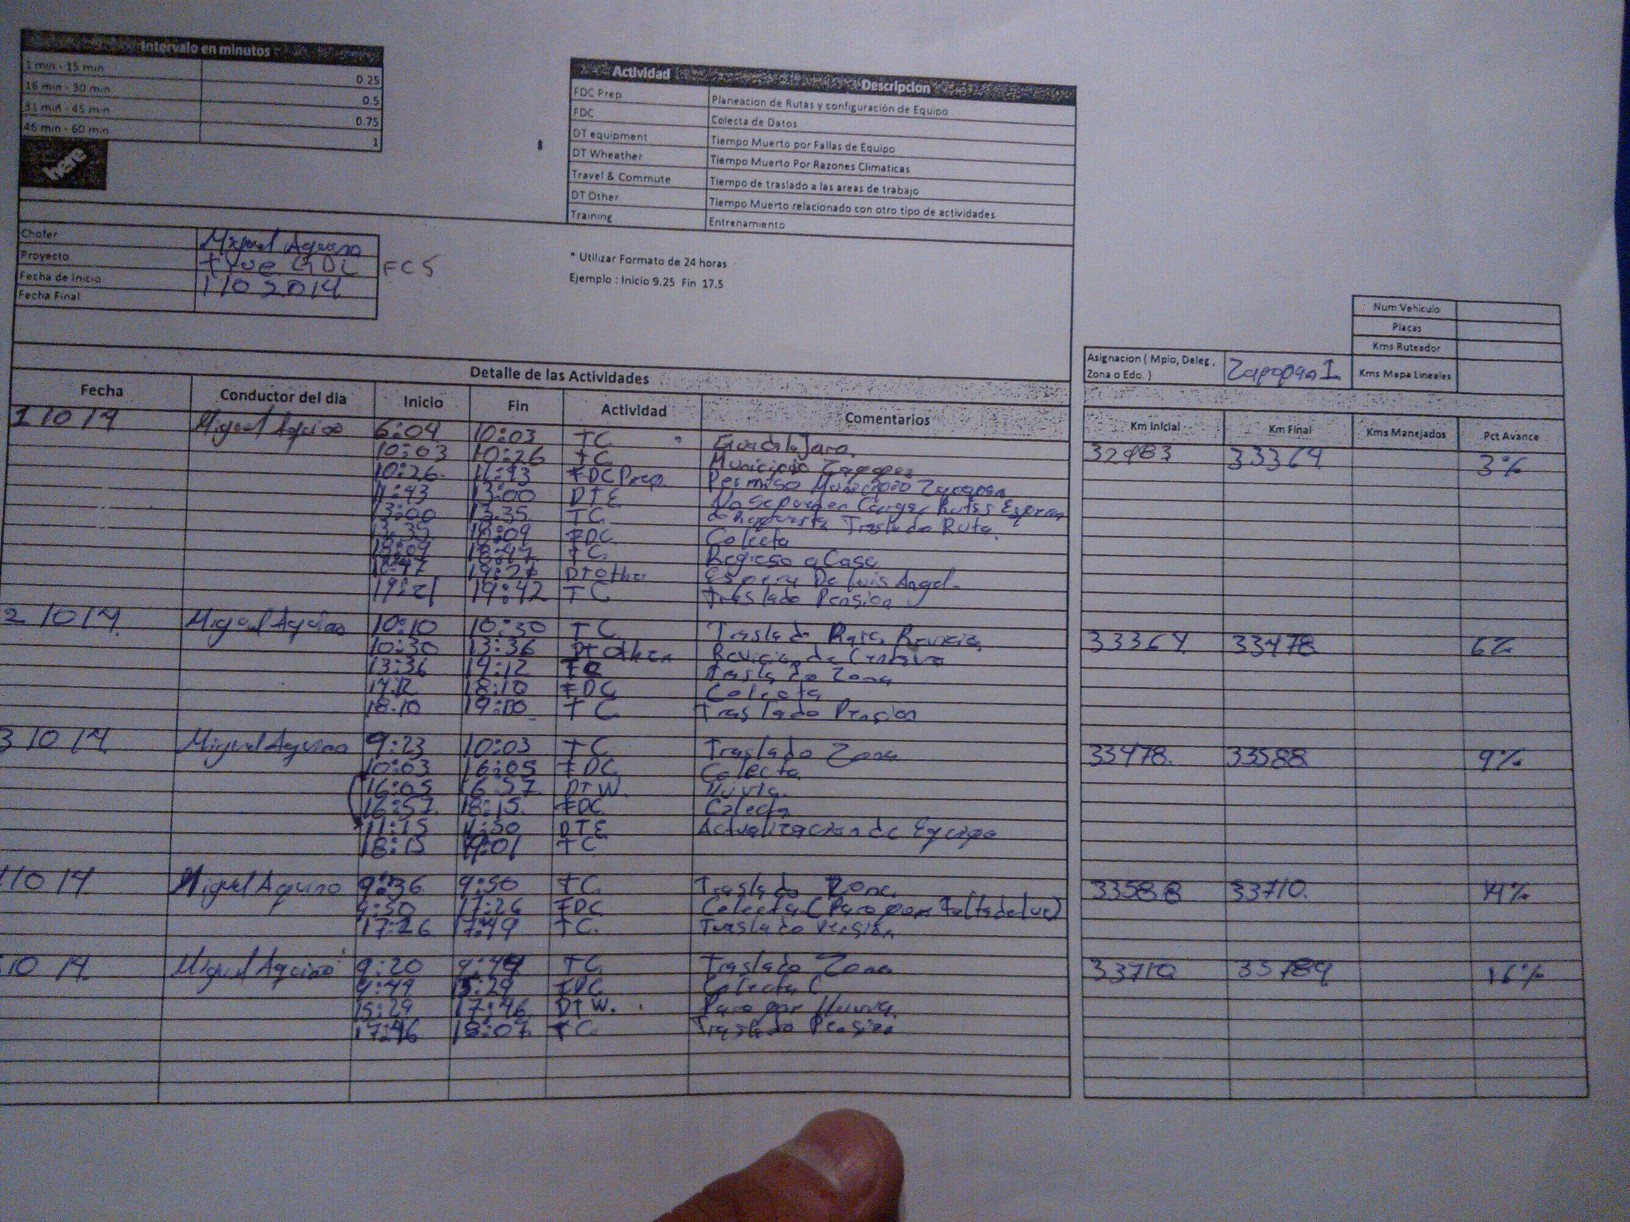 Intervalo en minutos
1 min - 15 min 0.25
16 min - 30 min 0.5
31 min - 45 min 0.75
46 min - 60 min 1
here
Actividad Descripcion
FDC Prep Planeacion de Rutas y configuración de Equipo
FDC Colecta de Datos
DT equipment Tiempo Muerto por Fallas de Equipo
DT Wheather Tiempo Muerto Por Razones Climaticas
Travel & Commute Tiempo de traslado a las areas de trabajo
DT Other Tiempo Muerto relacionado con otro tipo de actividades
Training Entrenamiento
Chofer Miguel Aquino
Proyecto True GDL FC5
Fecha de Inicio 1102014
Fecha Final
* Utilizar Formato de 24 horas
Ejemplo : Inicio 9.25 Fin 17.5
Num Vehiculo
Placas
Kms Ruteador
Kms Mapa Lineales
Asignacion ( Mpio, Deleg ,
Zona o Edo. ) Zapopan 1
Detalle de las Actividades
Fecha Conductor del dia Inicio Fin Actividad Comentarios Km Inicial Km Final Kms Manejados Pct Avance
1 10 14 Miguel Aquino 6:04 10:03 TC Guadalajara. 33364 3%
10:03 10:26 TC Municipio Zapopan
10:26 11:43 FDC Prep Permiso Municipio Zapopan
11:43 13:00 DTE No se pueden Cargar Rutas Espera
13:00 13:35 TC de Respuesta Traslado Ruta.
13:35 18:09 FDC Colecta
18:09 18:47 TC Regreso a Casa
18:47 19:21 DT other Espera De Luis Angel
19:21 19:42 TC Traslado Pension
2 10 14 Miguel Aquino 10:10 10:30 TC Traslado 33364 33478 6%
10:30 13:36 DT Other Revicion de
13:36 14:12 TC Traslado Zona
14:12 18:10 FDC Colecta
18:10 19:00 TC Traslado Pension
3 10 14 Miguel Aquino 9:23 10:03 TC Traslado Zona 33478 33588 9%
10:03 16:05 FDC Colecta
16:05 16:57 DTW. lluvia.
16:57 18:15 FDC Colecta
11:15 11:50 DTE Actualizacion de Equipo
18:15 19:01 TC
10 14 Miguel Aquino 9:36 9:50 TC Traslado Zona 33588 33710. 14%
9:50 17:26 FDC Colecta (Paro por Falta de luz)
17:26 17:49 TC. Traslado Pension
10 14 Miguel Aquino 9:20 9:49 TC Traslado Zona 33710 16%
9:49 15:29 FDC Colecta
15:29 17:46 DTW. Paro por lluvia
17:46 18:07 TC Traslado Pension